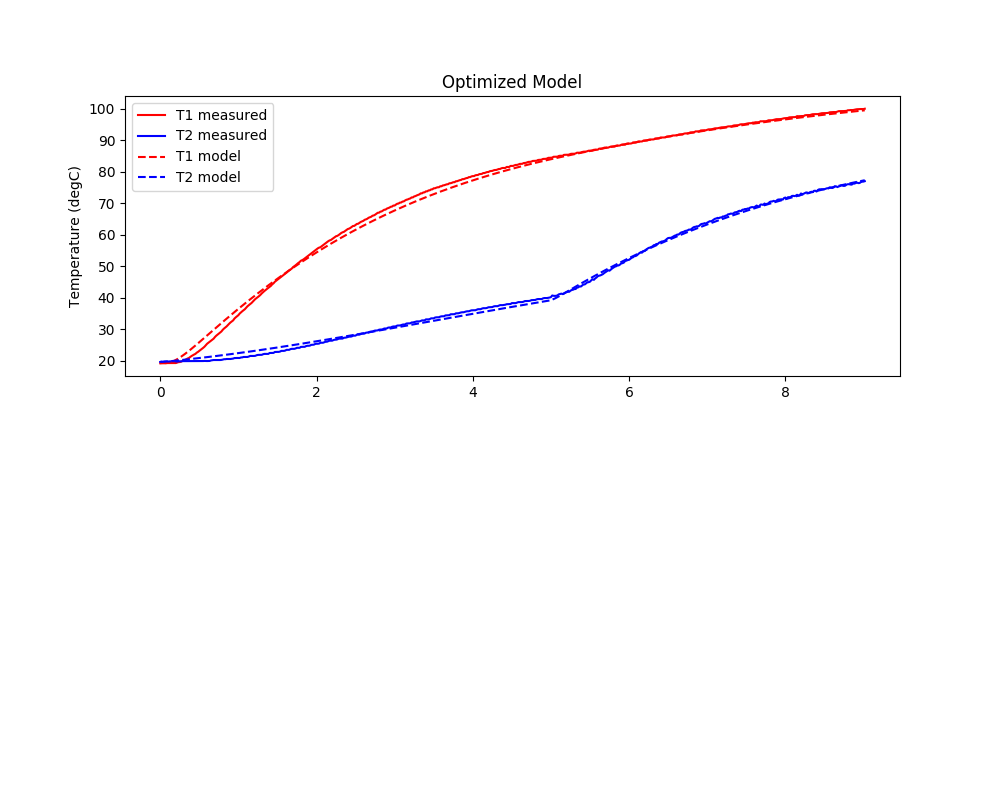 Optimized Model
T1 measured
T2 measured
T1 model
T2 model
Temperature (degC)
100
90
80
70
60
50
40
30
20
0 2 4 6 8